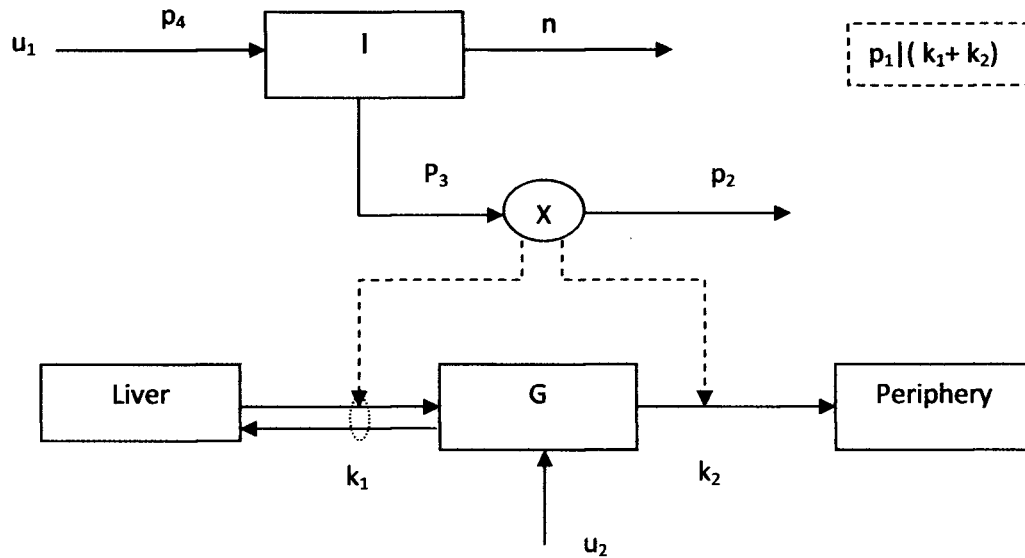 u₁
p₄
I
n
p₁|( k₁+ k₂)
P₃
X
p₂
Liver
G
Periphery
k₁
k₂
u₂